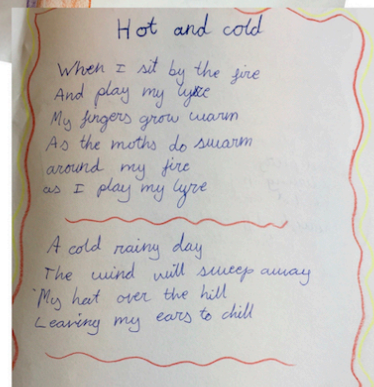 Hot and cold
When I sit by the fire
And play my lyre
My fingers grow warm
As the moths do swarm
around my fire
as I play my lyre
A cold rainy day
The wind will sweep away
My hat over the hill
Leaving my ears to chill